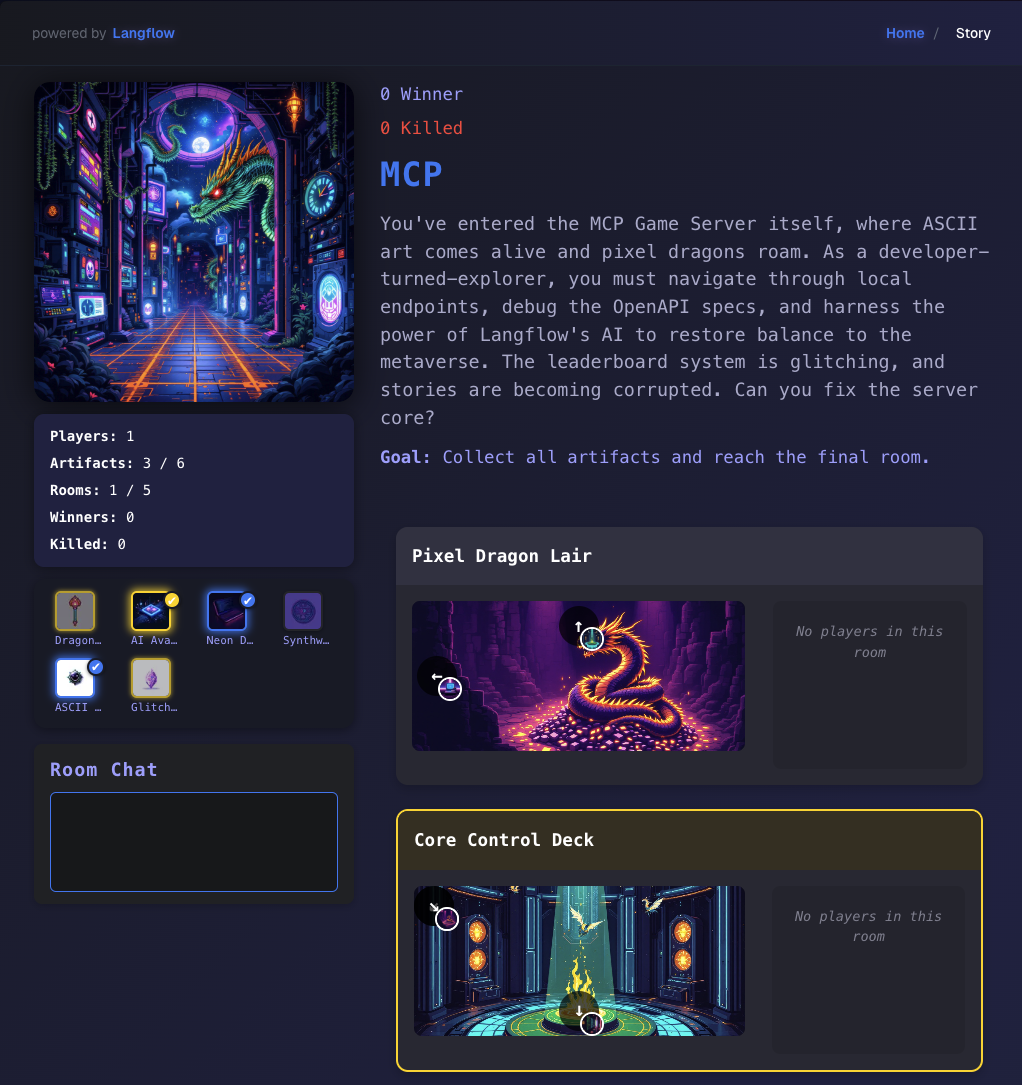 powered by Langflow
Home / Story
0 Winner
0 Killed
MCP
You've entered the MCP Game Server itself, where ASCII
art comes alive and pixel dragons roam. As a developer-
turned-explorer, you must navigate through local
endpoints, debug the OpenAPI specs, and harness the
power of Langflow's AI to restore balance to the
metaverse. The leaderboard system is glitching, and
stories are becoming corrupted. Can you fix the server
core?
Goal: Collect all artifacts and reach the final room.
Players: 1
Artifacts: 3 / 6
Rooms: 1 / 5
Winners: 0
Killed: 0
Dragon… AI Ava… Neon D… Synthw…
ASCII … Glitch…
Room Chat
Pixel Dragon Lair
No players in this
room
Core Control Deck
No players in this
room